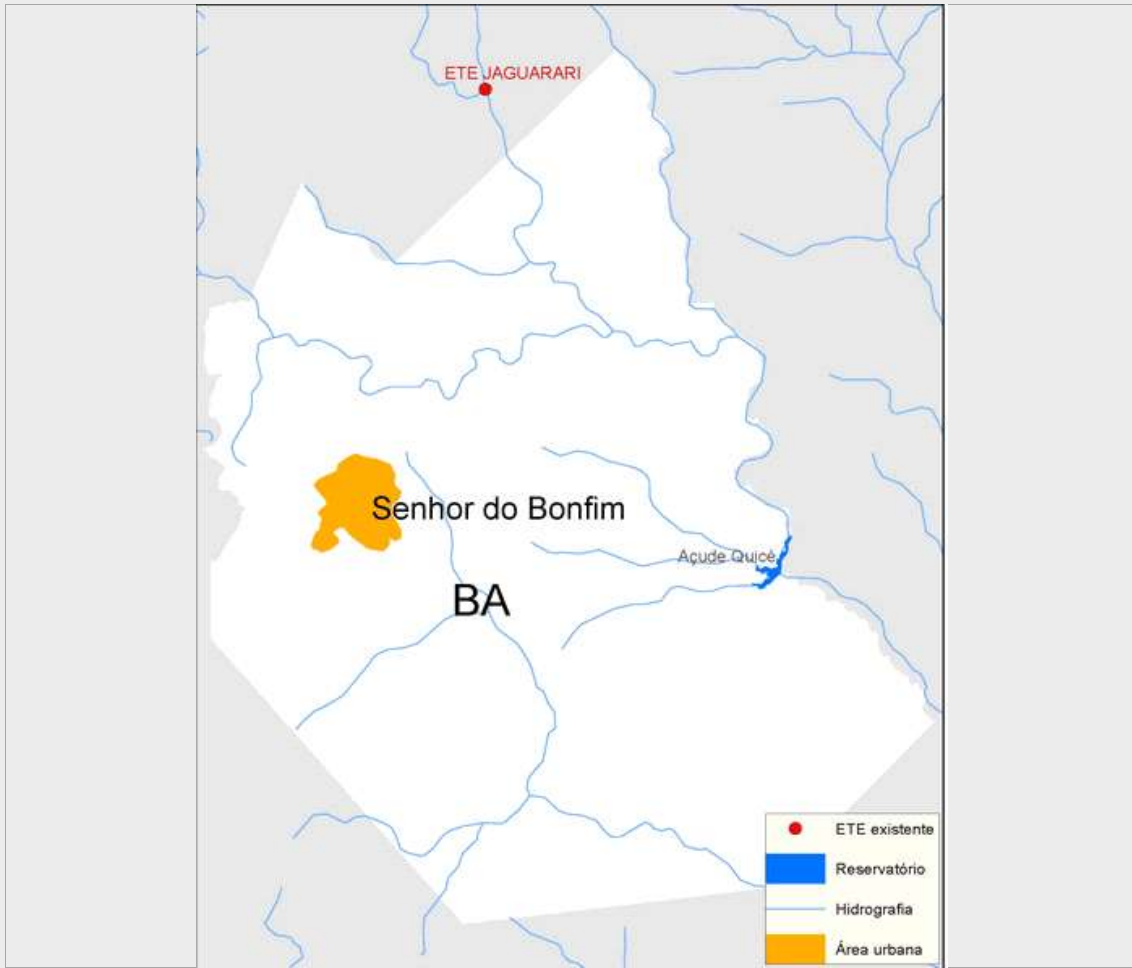 ETE JAGUARARI
Senhor do Bonfim
Açude Quicé
BA
ETE existente
Reservatório
Hidrografia
Área urbana